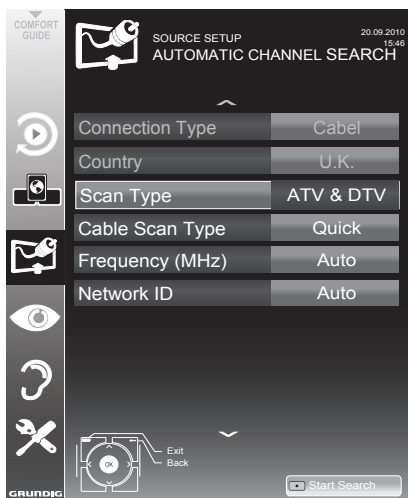 COMFORT
GUIDE
SOURCE SETUP
20.09.2010
15:46
AUTOMATIC CHANNEL SEARCH
Connection Type Cabel
Country U.K.
Scan Type ATV & DTV
Cable Scan Type Quick
Frequency (MHz) Auto
Network ID Auto
Exit
Back
OK
Start Search
GRUNDIG